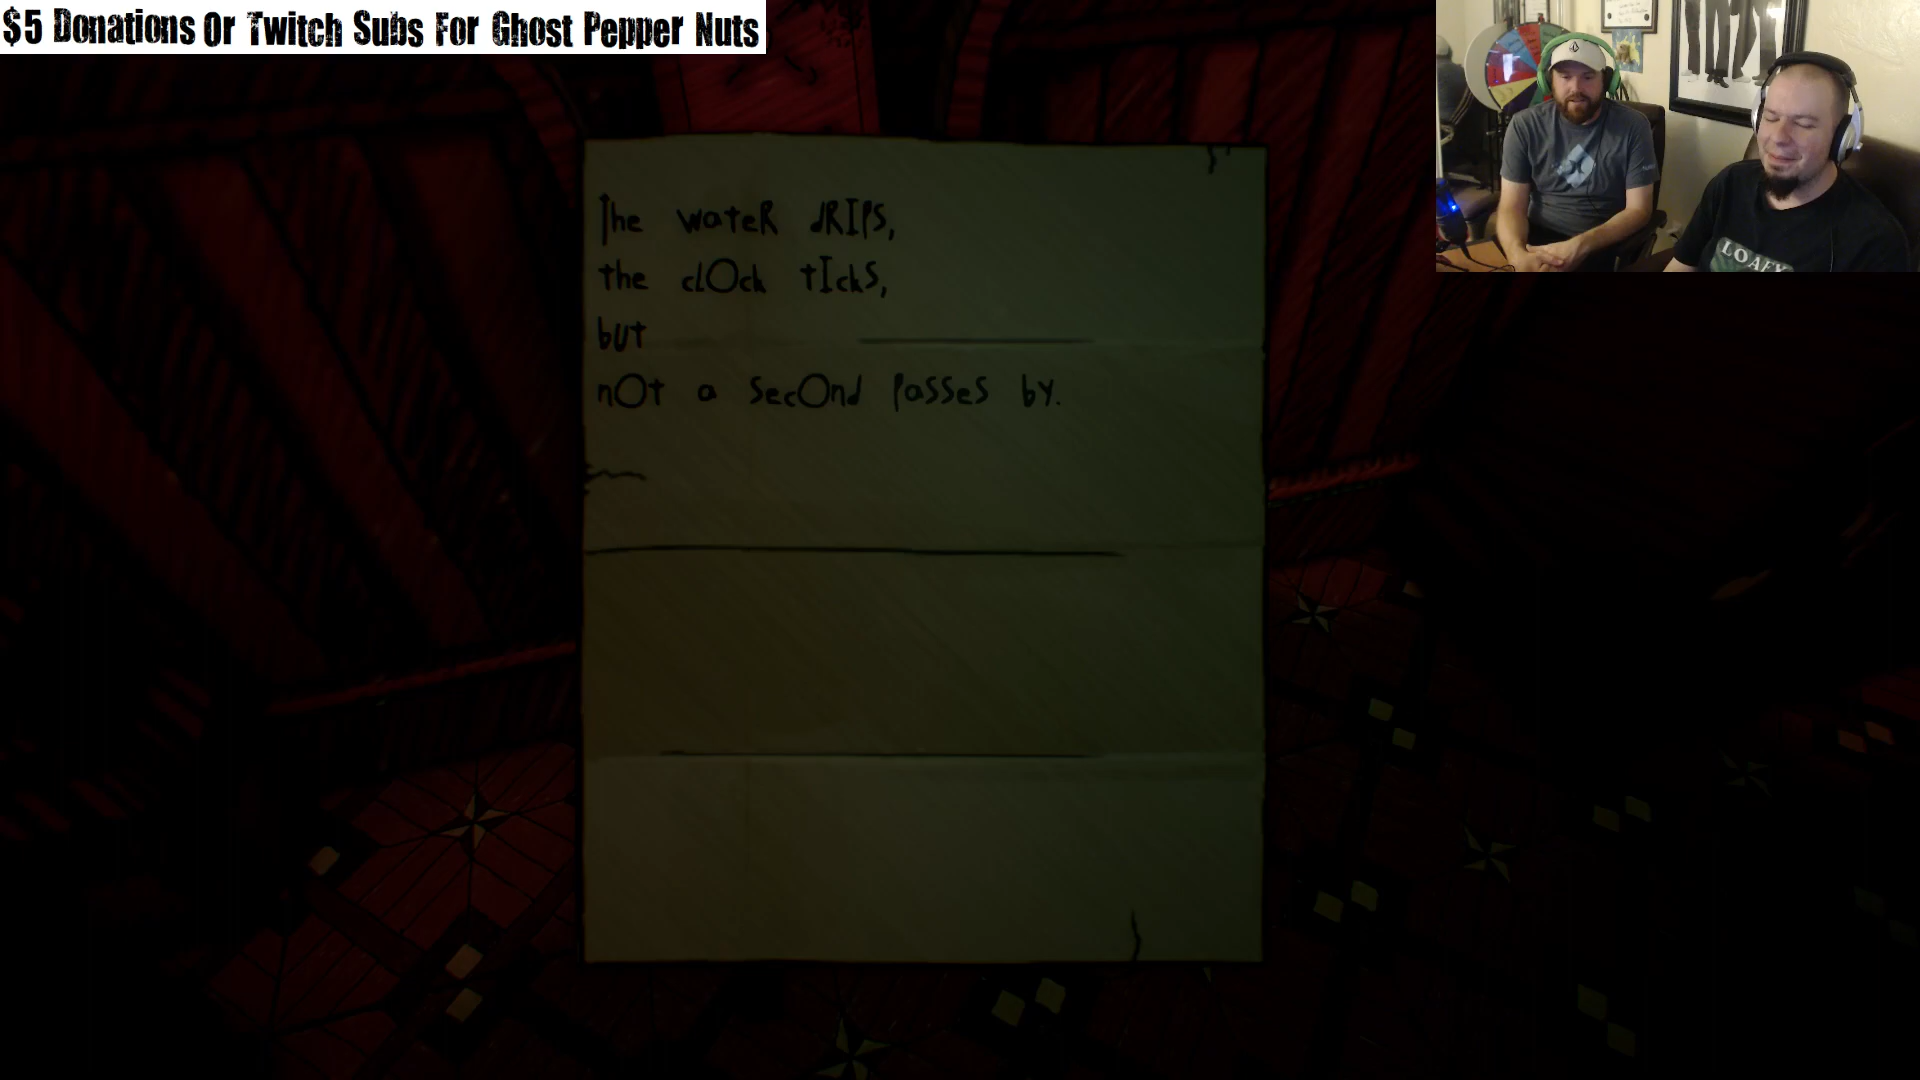 $5 Donations Or Twitch Subs For Ghost Pepper Nuts
The wateR dRIPS,
the clOck tIckS,
but
nOt a SecOnd PaSSeS by.
LOAFY